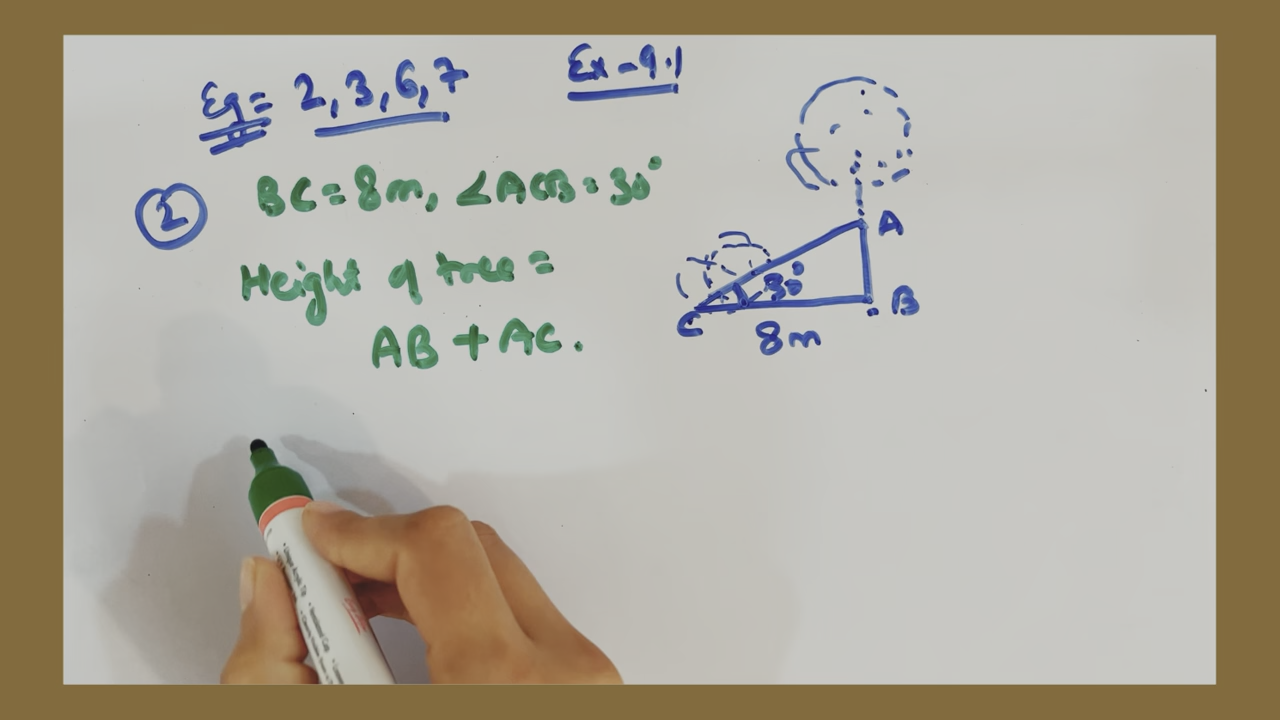 Eg = 2, 3, 6, 7
Ex - 9.1
2
BC = 8m, ∠ACB = 30°
Height of tree =
AB + AC.
A
30°
C
B
8m